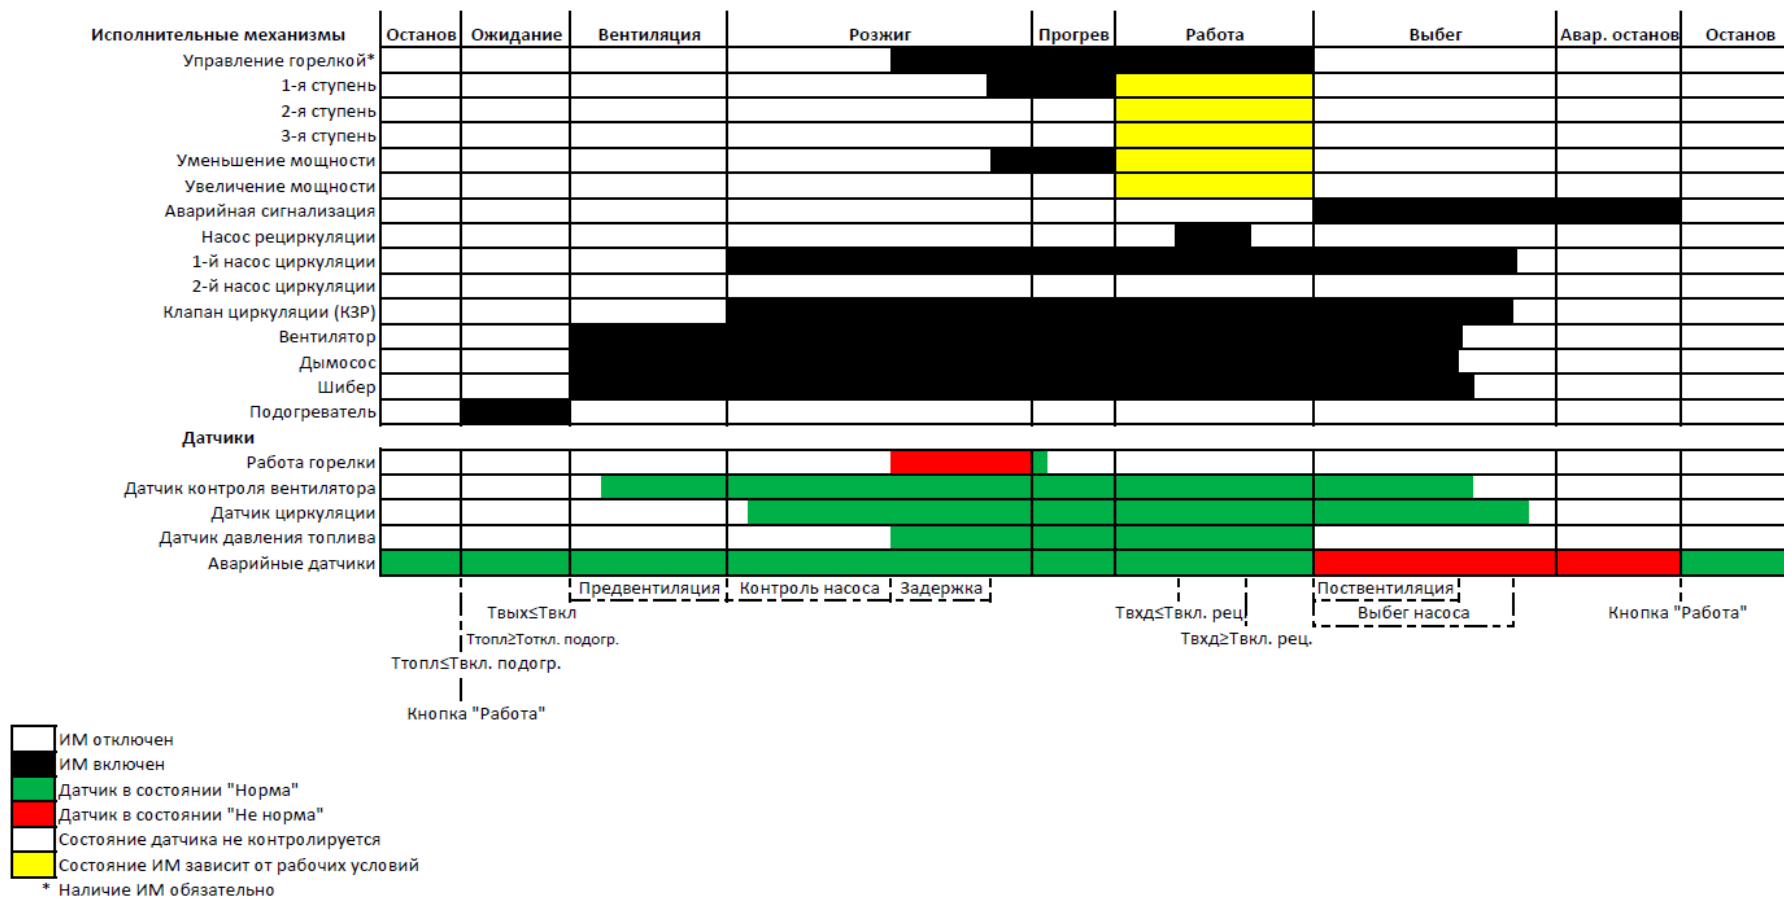 Исполнительные механизмы Останов Ожидание Вентиляция Розжиг Прогрев Работа Выбег Авар. останов Останов
Управление горелкой*
1-я ступень
2-я ступень
3-я ступень
Уменьшение мощности
Увеличение мощности
Аварийная сигнализация
Насос рециркуляции
1-й насос циркуляции
2-й насос циркуляции
Клапан циркуляции (КЗР)
Вентилятор
Дымосос
Шибер
Подогреватель
Датчики
Работа горелки
Датчик контроля вентилятора
Датчик циркуляции
Датчик давления топлива
Аварийные датчики
Предвентиляция Контроль насоса Задержка Поствентиляция
Твых≤Твкл Твхд≤Твкл. рец. Выбег насоса Кнопка "Работа"
Ттопл≥Тоткл. подогр. Твхд≥Твкл. рец.
Ттопл≤Твкл. подогр.
Кнопка "Работа"
ИМ отключен
ИМ включен
Датчик в состоянии "Норма"
Датчик в состоянии "Не норма"
Состояние датчика не контролируется
Состояние ИМ зависит от рабочих условий
* Наличие ИМ обязательно